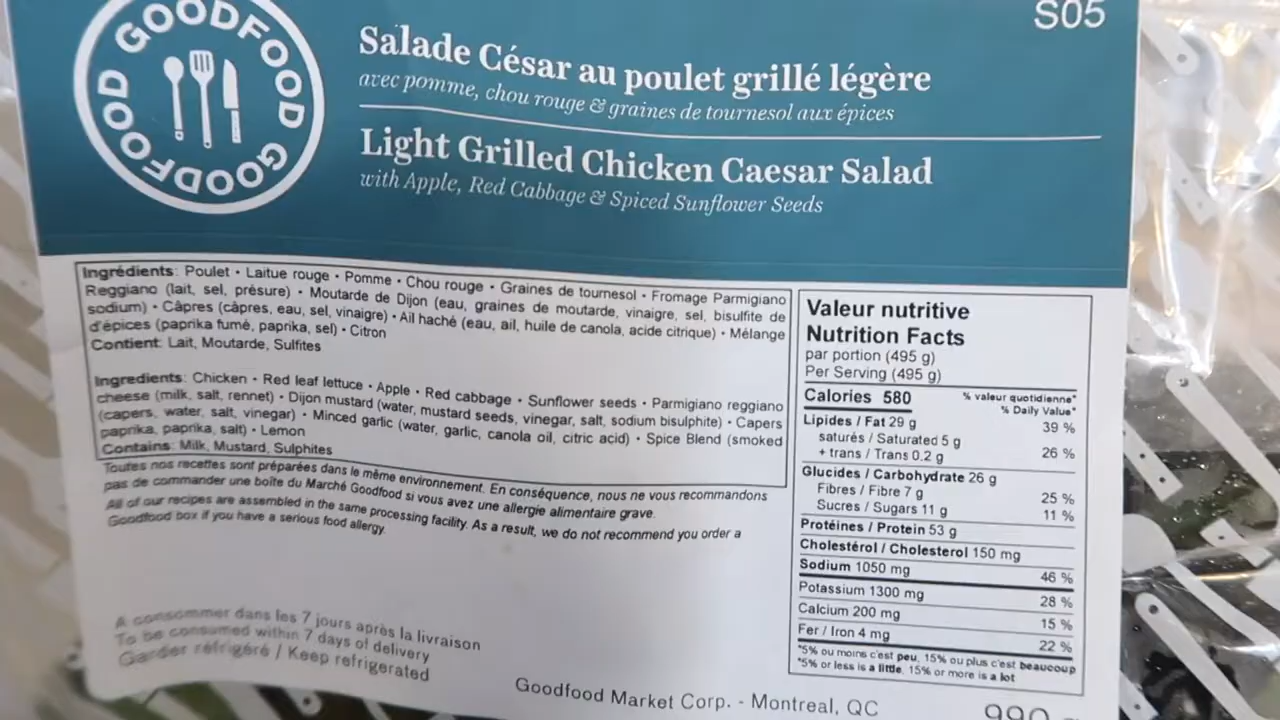 GOODFOOD GOODFOOD
S05
Salade César au poulet grillé légère
avec pomme, chou rouge & graines de tournesol aux épices
Light Grilled Chicken Caesar Salad
with Apple, Red Cabbage & Spiced Sunflower Seeds
Ingrédients: Poulet • Laitue rouge • Pomme • Chou rouge • Graines de tournesol • Fromage Parmigiano
Reggiano (lait, sel, présure) • Moutarde de Dijon (eau, graines de moutarde, vinaigre, sel, bisulfite de
sodium) • Câpres (câpres, eau, sel, vinaigre) • Ail haché (eau, ail, huile de canola, acide citrique) • Mélange
d'épices (paprika fumé, paprika, sel) • Citron
Contient: Lait, Moutarde, Sulfites
Ingredients: Chicken • Red leaf lettuce • Apple • Red cabbage • Sunflower seeds • Parmigiano reggiano
cheese (milk, salt, rennet) • Dijon mustard (water, mustard seeds, vinegar, salt, sodium bisulphite) • Capers
(capers, water, salt, vinegar) • Minced garlic (water, garlic, canola oil, citric acid) • Spice Blend (smoked
paprika, paprika, salt) • Lemon
Contains: Milk, Mustard, Sulphites
Toutes nos recettes sont préparées dans le même environnement. En conséquence, nous ne vous recommandons
pas de commander une boîte du Marché Goodfood si vous avez une allergie alimentaire grave.
All of our recipes are assembled in the same processing facility. As a result, we do not recommend you order a
Goodfood box if you have a serious food allergy.
Valeur nutritive
Nutrition Facts
par portion (495 g)
Per Serving (495 g)
Calories 580
% valeur quotidienne*
% Daily Value*
Lipides / Fat 29 g 39 %
saturés / Saturated 5 g
+ trans / Trans 0.2 g 26 %
Glucides / Carbohydrate 26 g
Fibres / Fibre 7 g 25 %
Sucres / Sugars 11 g 11 %
Protéines / Protein 53 g
Cholestérol / Cholesterol 150 mg
Sodium 1050 mg 46 %
Potassium 1300 mg 28 %
Calcium 200 mg 15 %
Fer / Iron 4 mg 22 %
*5% ou moins c'est peu, 15% ou plus c'est beaucoup
*5% or less is a little, 15% or more is a lot
À consommer dans les 7 jours après la livraison
To be consumed within 7 days of delivery
Garder réfrigéré / Keep refrigerated
Goodfood Market Corp. - Montreal, QC